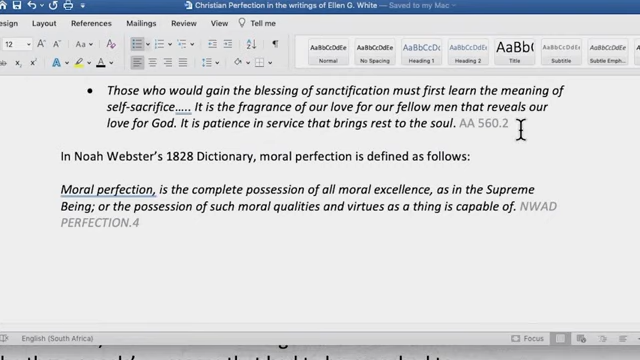 Christian Perfection in the writings of Ellen G. White — Saved to my Mac
Design Layout References Mailings Review View Developer Tell me
12
AaBbCcDdEe AaBbCcDdEe AaBbCcDc AaBbCcDdEe AaBb( AaBbCcDdEe AaBbCcDdEe
Normal No Spacing Heading 1 Heading 2 Title Subtitle Subtle Emph...
• Those who would gain the blessing of sanctification must first learn the meaning of
self-sacrifice..... It is the fragrance of our love for our fellow men that reveals our
love for God. It is patience in service that brings rest to the soul. AA 560.2
In Noah Webster's 1828 Dictionary, moral perfection is defined as follows:
Moral perfection, is the complete possession of all moral excellence, as in the Supreme
Being; or the possession of such moral qualities and virtues as a thing is capable of. NWAD
PERFECTION.4
English (South Africa) Focus